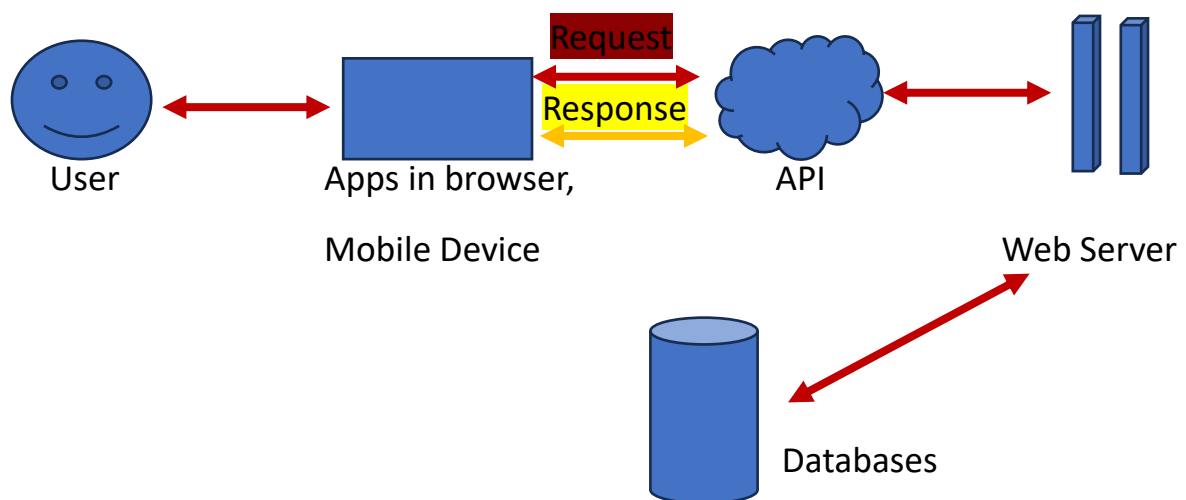 Request
Response
User
Apps in browser,
Mobile Device
API
Web Server
Databases